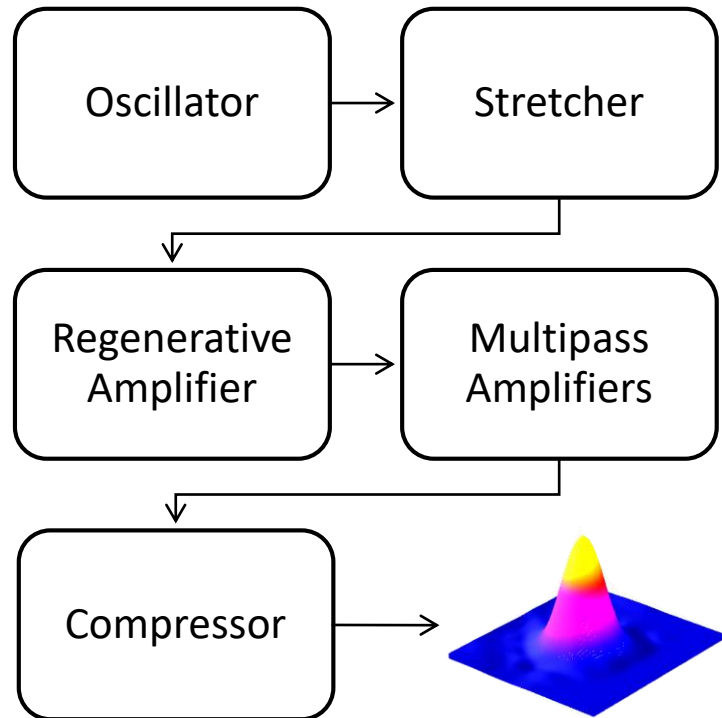 Oscillator
Stretcher
Regenerative
Amplifier
Multipass
Amplifiers
Compressor